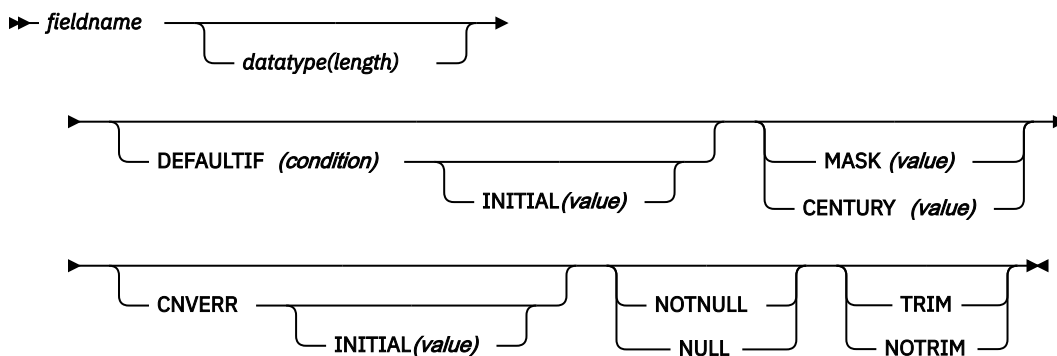 fieldname
datatype(length)
DEFAULTIF (condition) MASK (value)
INITIAL(value) CENTURY (value)
CNVERR NOTNULL TRIM
INITIAL(value) NULL NOTRIM